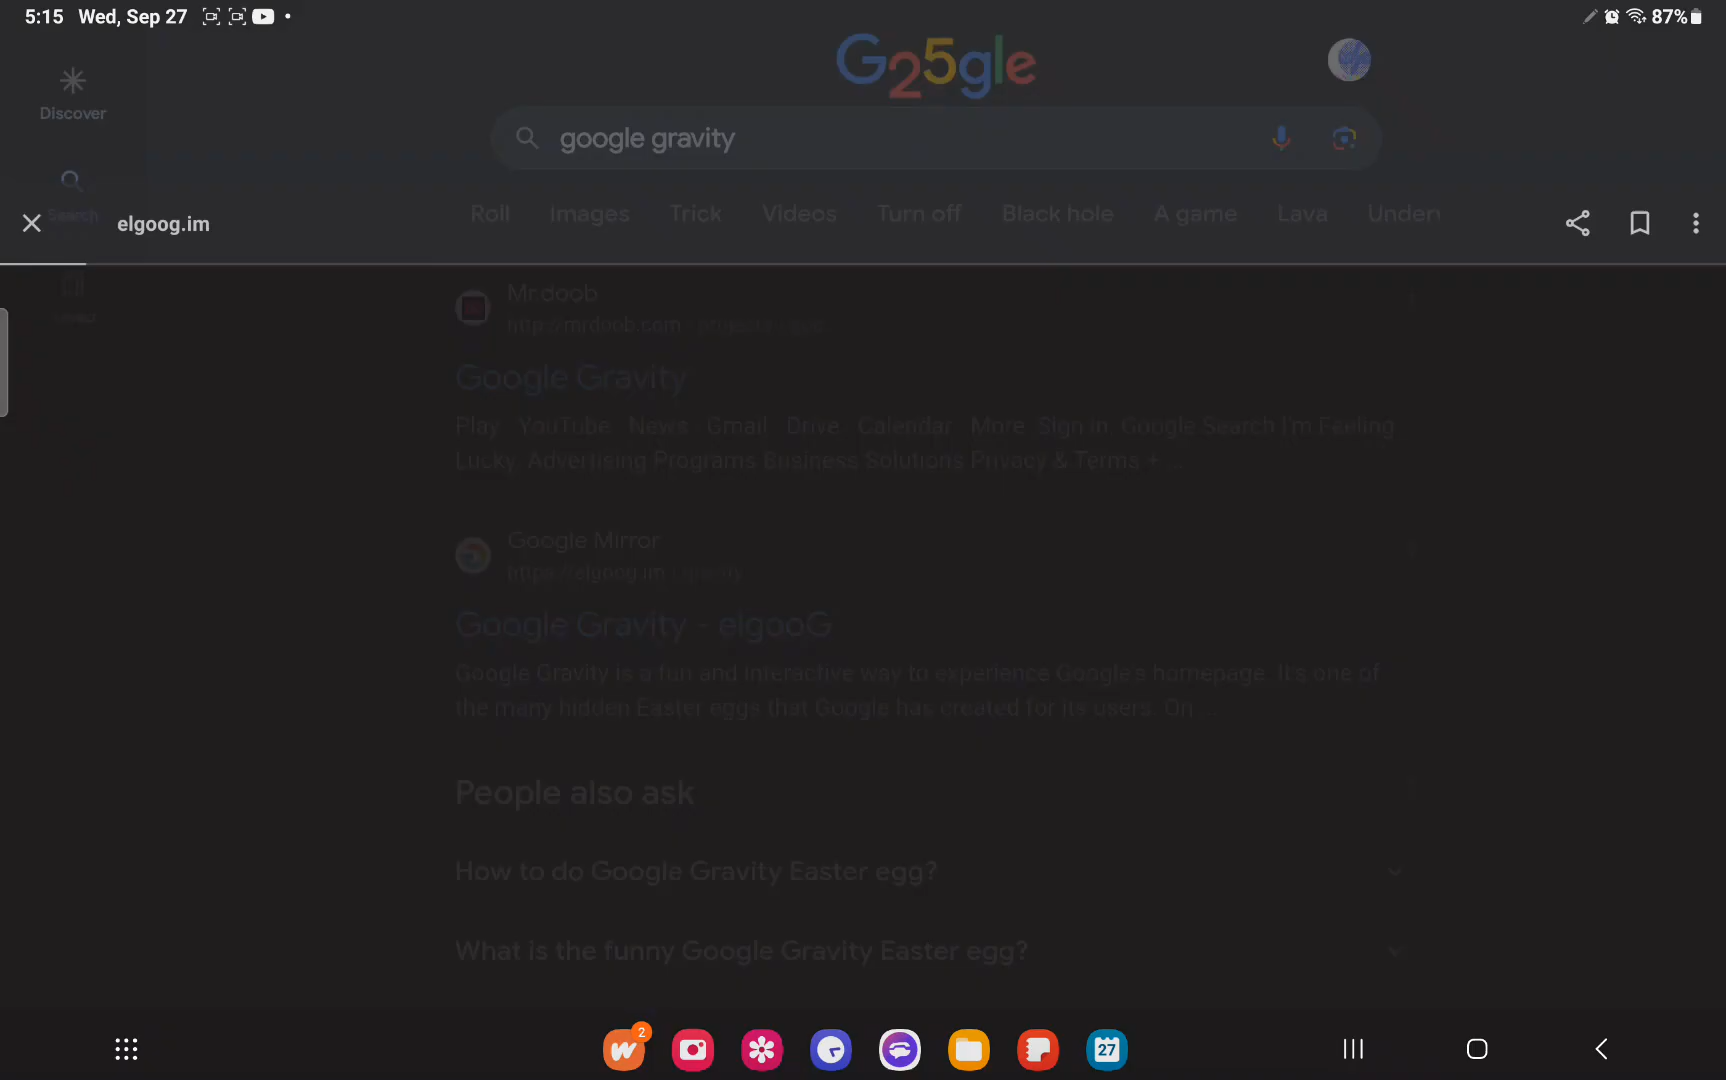 5:15 Wed, Sep 27
87%
G25gle
Discover
google gravity
Search
Roll Images Trick Videos Turn off Black hole A game Lava Under
elgoog.im
Mr.doob
http://mrdoob.com
Google Gravity
Play YouTube News · Gmail Drive Calendar More Sign in Google Search I'm Feeling
Lucky. Advertising Programs Business Solutions Privacy & Terms + ...
Google Mirror
https://elgoog.im › gravity
Google Gravity - elgooG
Google Gravity is a fun and interactive way to experience Google's homepage. It's one of
the many hidden Easter eggs that Google has created for its users. On ...
People also ask
How to do Google Gravity Easter egg?
What is the funny Google Gravity Easter egg?
2
27